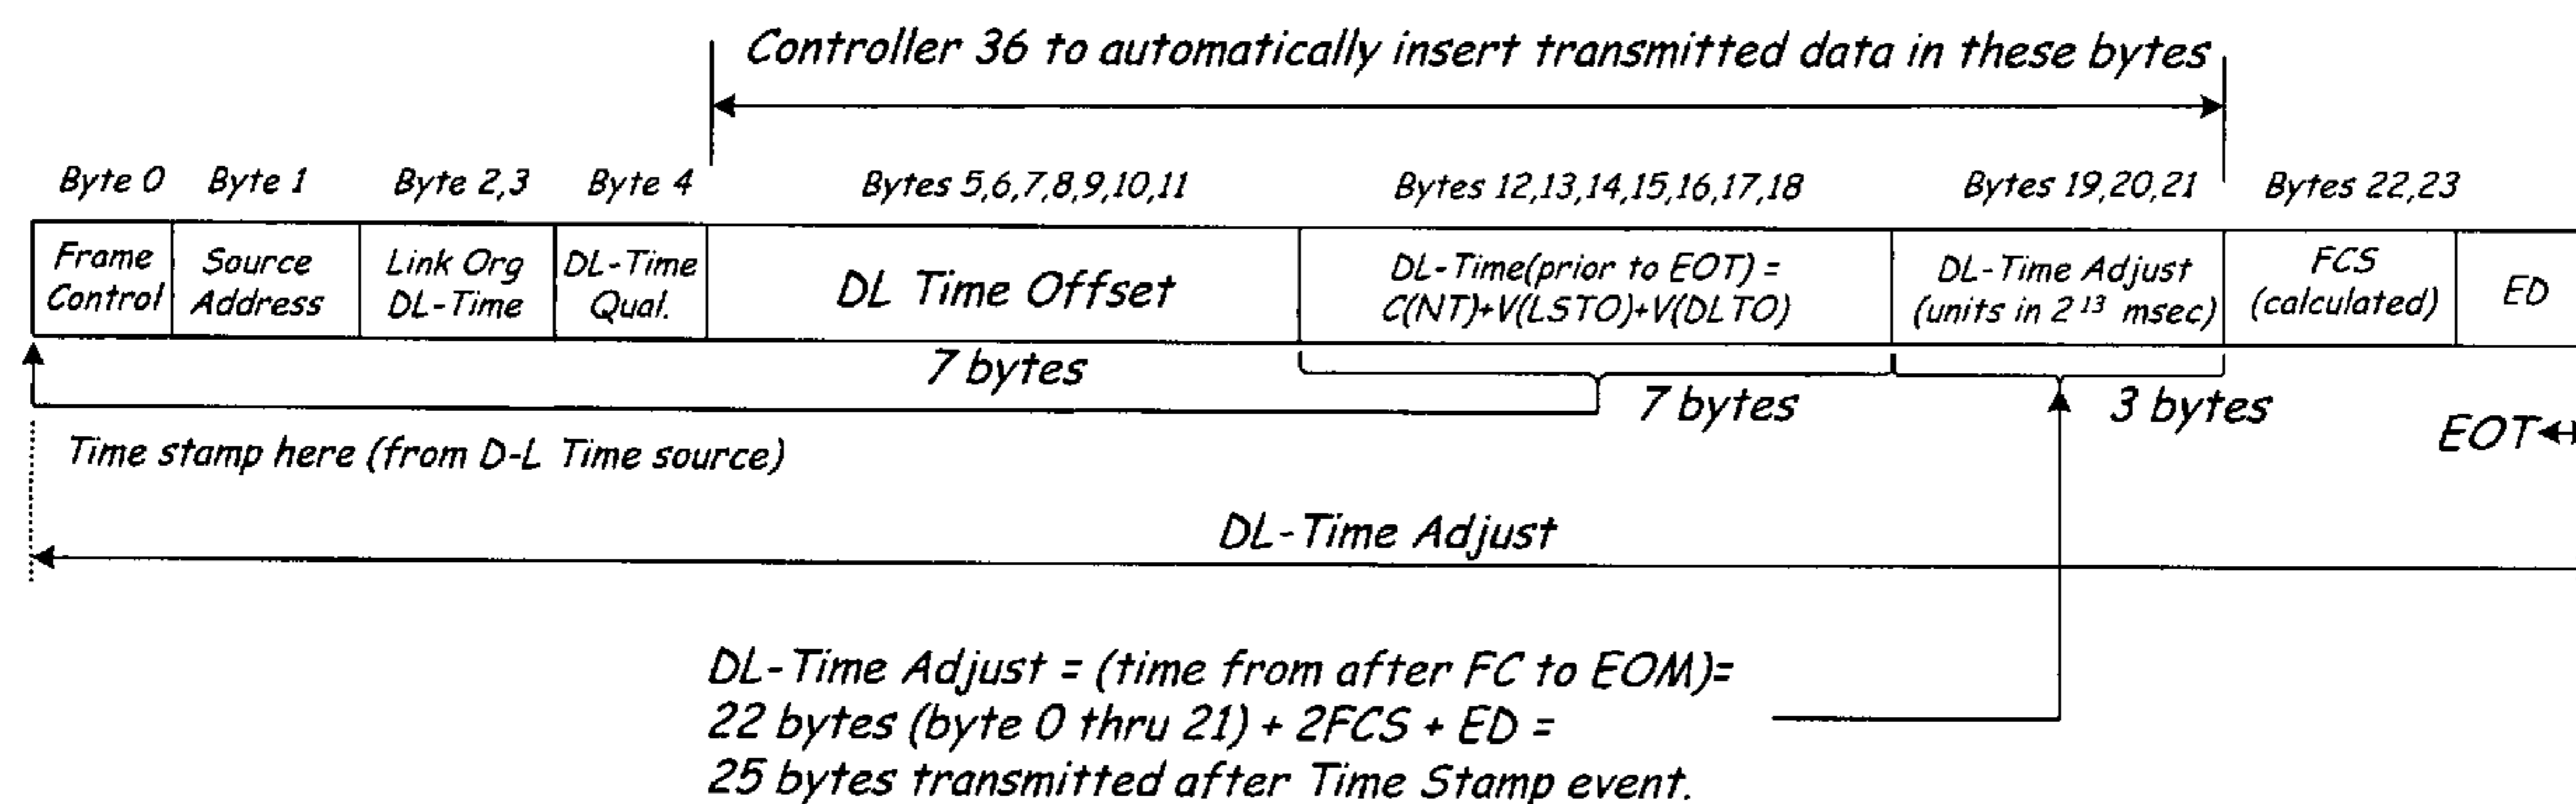 Controller 36 to automatically insert transmitted data in these bytes
Byte 0 Byte 1 Byte 2,3 Byte 4 Bytes 5,6,7,8,9,10,11 Bytes 12,13,14,15,16,17,18 Bytes 19,20,21 Bytes 22,23
Frame
Control
Source
Address
Link Org
DL-Time
DL-Time
Qual.
DL Time Offset
DL-Time(prior to EOT) =
C(NT)+V(LSTO)+V(DLTO)
DL-Time Adjust
(units in 2¹³ msec)
FCS
(calculated)
ED
7 bytes
7 bytes
3 bytes
EOT
Time stamp here (from D-L Time source)
DL-Time Adjust
DL-Time Adjust = (time from after FC to EOM)=
22 bytes (byte 0 thru 21) + 2FCS + ED =
25 bytes transmitted after Time Stamp event.